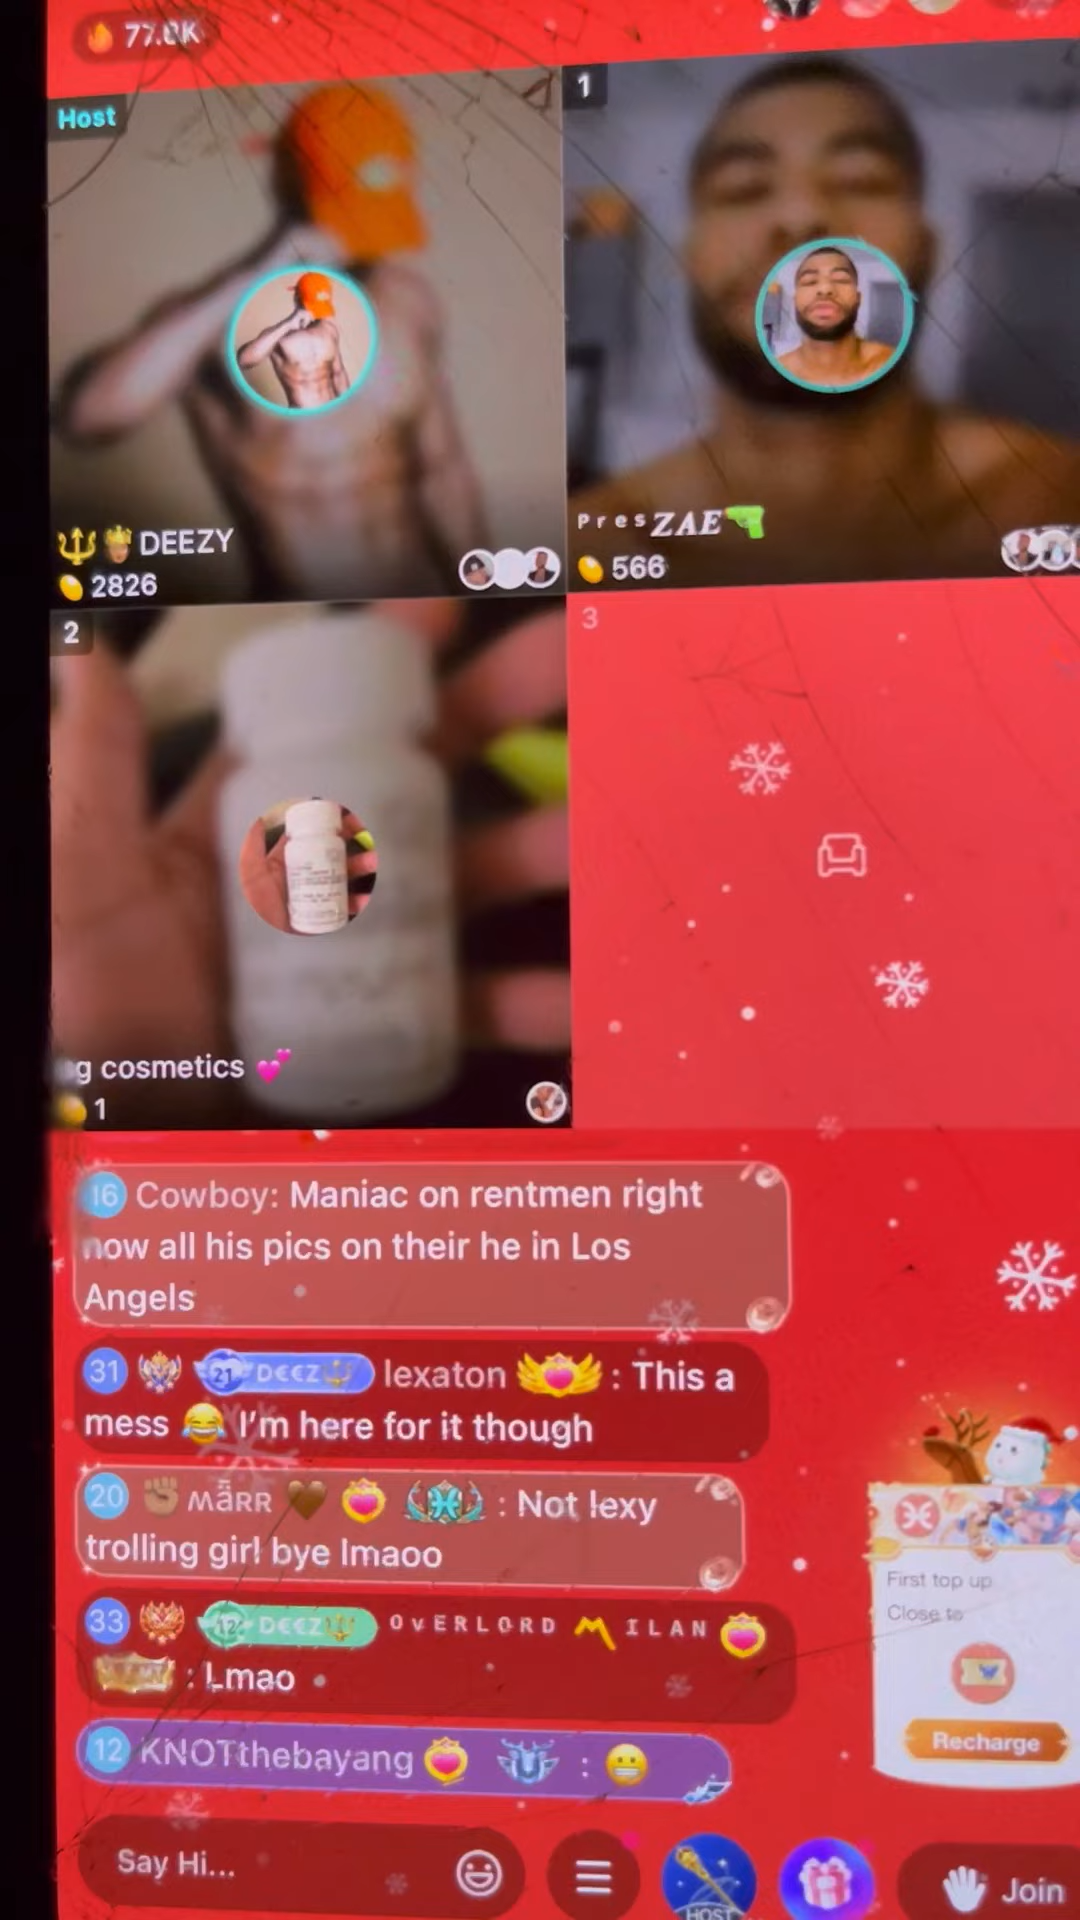 77.8K
Host
1
DEEZY
2826
ᴾʳᵉˢZAE
566
2
3
g cosmetics
1
16 Cowboy: Maniac on rentmen right
now all his pics on their he in Los
Angels
31 21 DЄЄZ lexaton : This a
mess 😂 I'm here for it though
20 ✊🏾 MÄRR 🤎 : Not lexy
trolling girl bye lmaoo
33 12 DЄЄZ OvERLORD ILAN
: Lmao
12 KNOTthebayang : 😬
First top up
Close to
Recharge
Say Hi...
HOST
Join